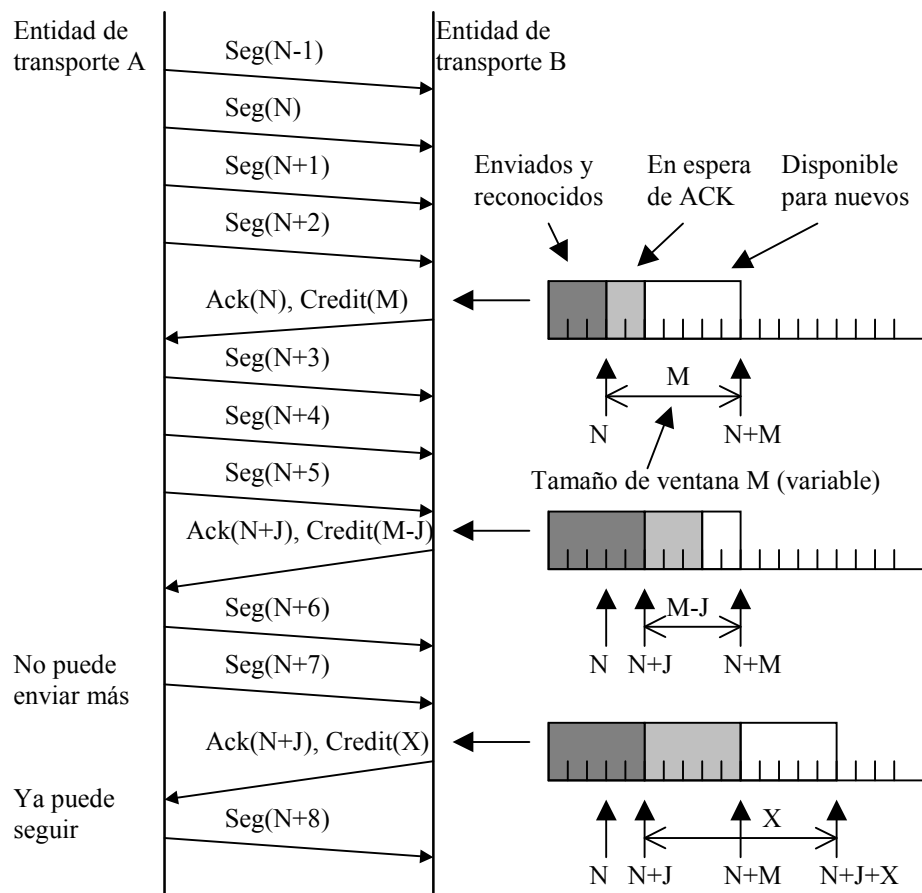 Entidad de
transporte A
Entidad de
transporte B
Seg(N-1)
Seg(N)
Seg(N+1)
Seg(N+2)
Enviados y
reconocidos
En espera
de ACK
Disponible
para nuevos
Ack(N), Credit(M)
M
N
N+M
Tamaño de ventana M (variable)
Seg(N+3)
Seg(N+4)
Seg(N+5)
Ack(N+J), Credit(M-J)
M-J
N
N+J
N+M
Seg(N+6)
No puede
enviar más
Seg(N+7)
Ack(N+J), Credit(X)
Ya puede
seguir
Seg(N+8)
X
N
N+J
N+M
N+J+X